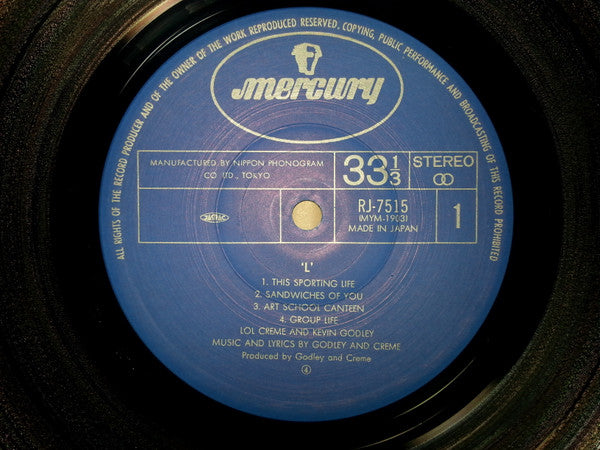 ALL RIGHTS OF THE RECORD PRODUCER AND OF THE OWNER OF THE WORK REPRODUCED RESERVED. COPYING, PUBLIC PERFORMANCE AND BROADCASTING OF THIS RECORD PROHIBITED
mercury
MANUFACTURED BY NIPPON PHONOGRAM
CO LTD., TOKYO
33 1/3
STEREO
RJ-7515
(MYM-1903)
MADE IN JAPAN
1
'L'
1. THIS SPORTING LIFE
2. SANDWICHES OF YOU
3. ART SCHOOL CANTEEN
4. GROUP LIFE
LOL CREME AND KEVIN GODLEY
MUSIC AND LYRICS BY GODLEY AND CREME
Produced by Godley and Creme
④